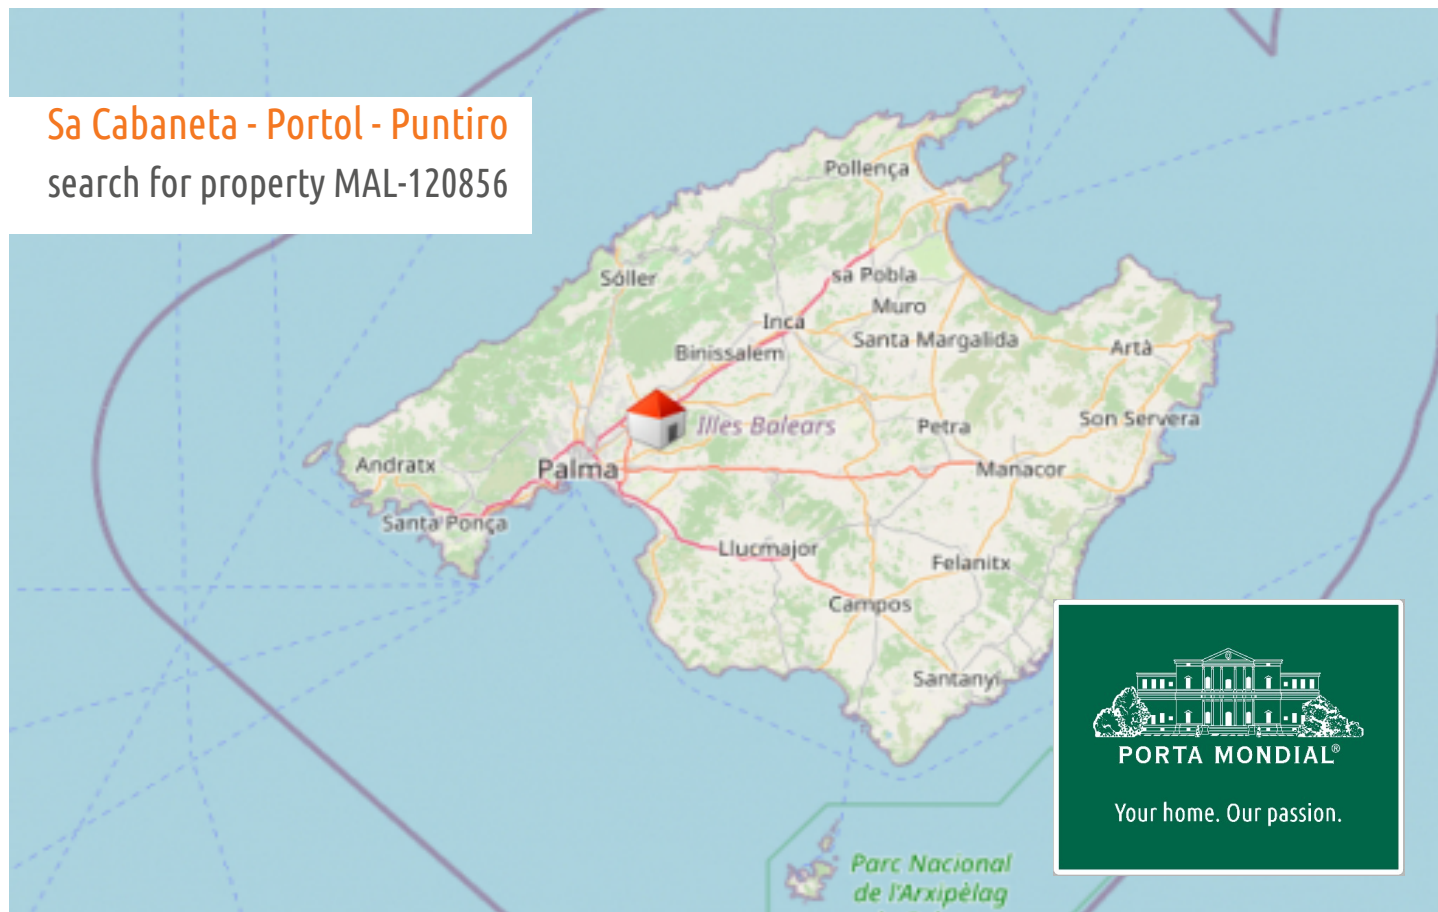 Sa Cabaneta - Portol - Puntiro
search for property MAL-120856
Pollença
Sóller
sa Pobla
Muro
Inca
Santa Margalida
Binissalem
Artà
Son Servera
Illes Balears
Petra
Andratx
Palma
Manacor
Santa Ponça
Llucmajor
Felanitx
Campos
Santanyí
PORTA MONDIAL®
Your home. Our passion.
Parc Nacional
de l'Arxipèlag